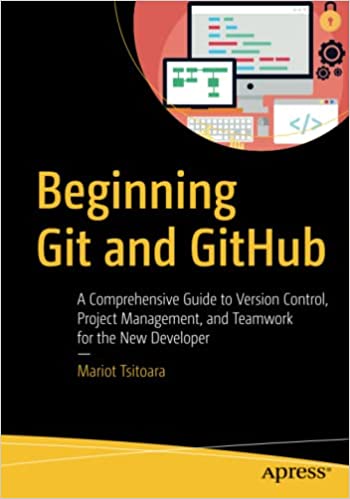 </>
Beginning
Git and GitHub
A Comprehensive Guide to Version Control,
Project Management, and Teamwork
for the New Developer
—
Mariot Tsitoara
Apress®